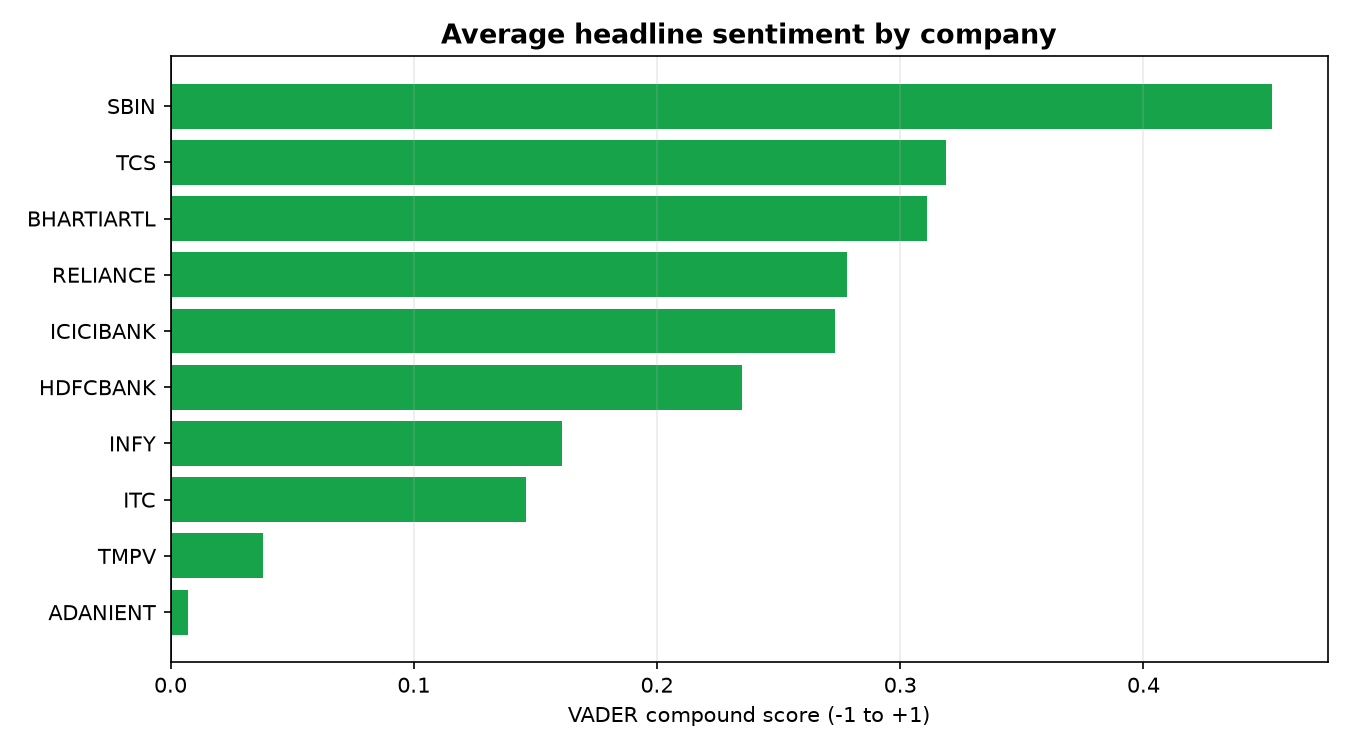 Average headline sentiment by company
SBIN
TCS
BHARTIARTL
RELIANCE
ICICIBANK
HDFCBANK
INFY
ITC
TMPV
ADANIENT
0.0 0.1 0.2 0.3 0.4
VADER compound score (-1 to +1)